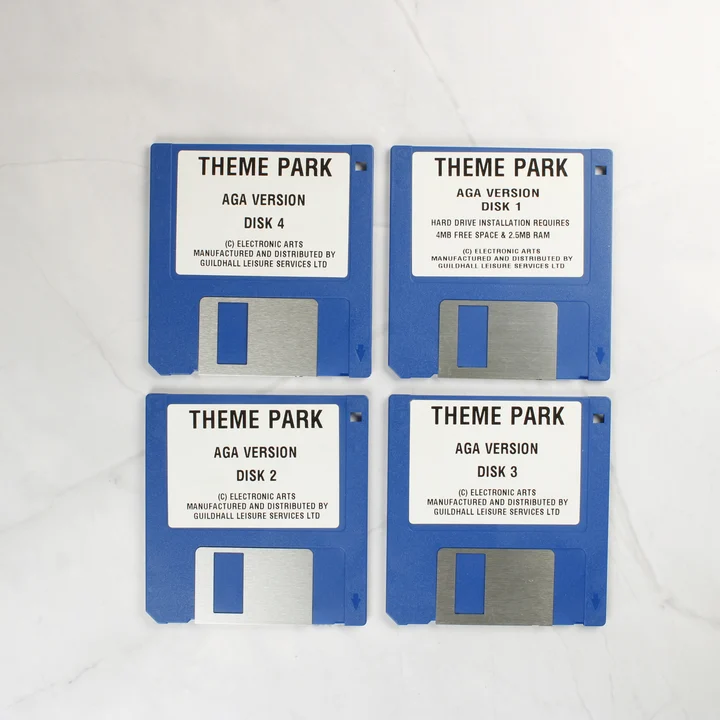 THEME PARK
AGA VERSION
DISK 4
(C) ELECTRONIC ARTS
MANUFACTURED AND DISTRIBUTED BY
GUILDHALL LEISURE SERVICES LTD
THEME PARK
AGA VERSION
DISK 1
HARD DRIVE INSTALLATION REQUIRES
4MB FREE SPACE & 2.5MB RAM
(C) ELECTRONIC ARTS
MANUFACTURED AND DISTRIBUTED BY
GUILDHALL LEISURE SERVICES LTD
THEME PARK
AGA VERSION
DISK 2
(C) ELECTRONIC ARTS
MANUFACTURED AND DISTRIBUTED BY
GUILDHALL LEISURE SERVICES LTD
THEME PARK
AGA VERSION
DISK 3
(C) ELECTRONIC ARTS
MANUFACTURED AND DISTRIBUTED BY
GUILDHALL LEISURE SERVICES LTD